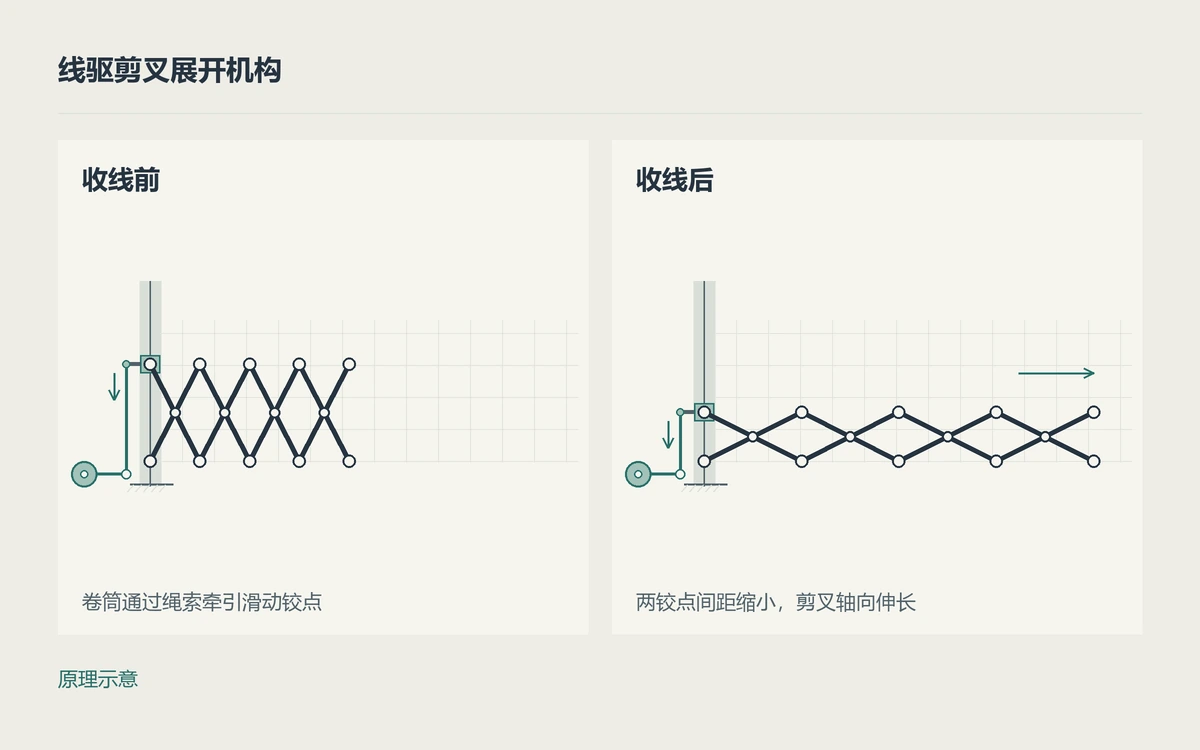 线驱剪叉展开机构
收线前
收线后
卷筒通过绳索牵引滑动铰点
两铰点间距缩小，剪叉轴向伸长
原理示意